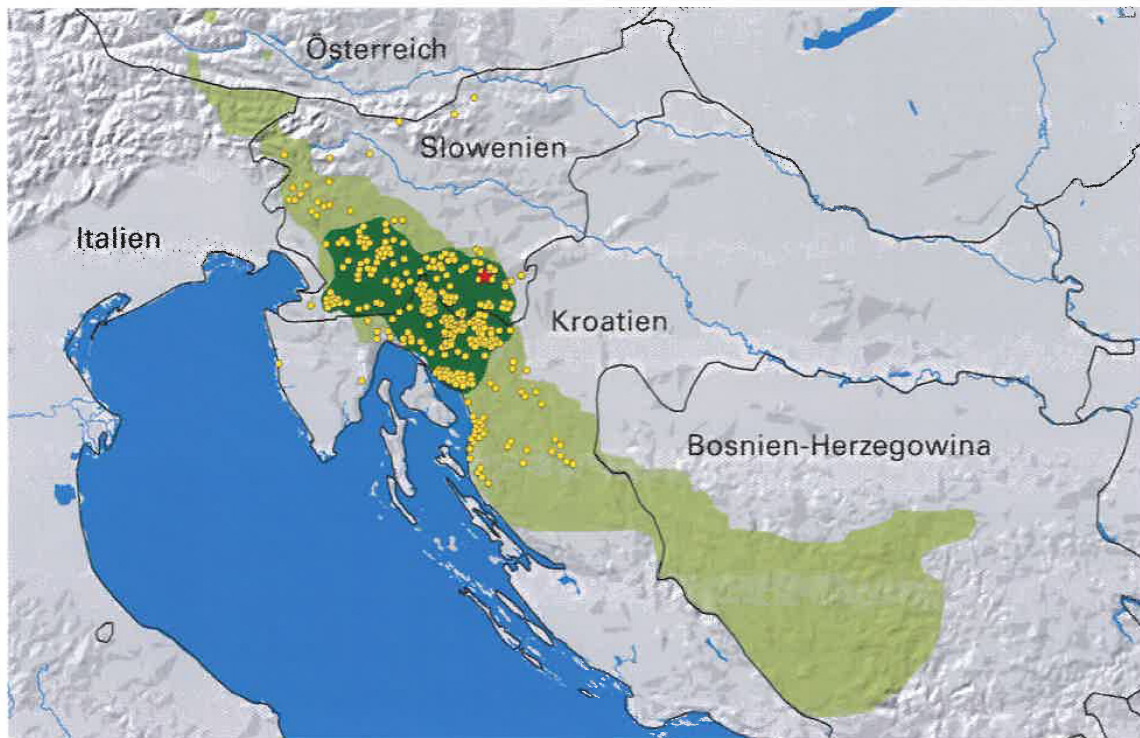 Österreich
Slowenien
Italien
Kroatien
Bosnien-Herzegowina